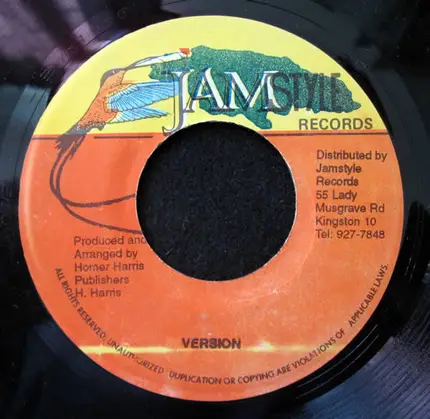 JAMSTYLE
RECORDS
Distributed by
Jamstyle
Records
55 Lady
Musgrave Rd
Kingston 10
Tel: 927-7848
Produced and
Arranged by
Homer Harris
Publishers
H. Harris
VERSION
ALL RIGHTS RESERVED. UNAUTHORIZED DUPLICATION OR COPYING ARE VIOLATIONS OF APPLICABLE LAWS.